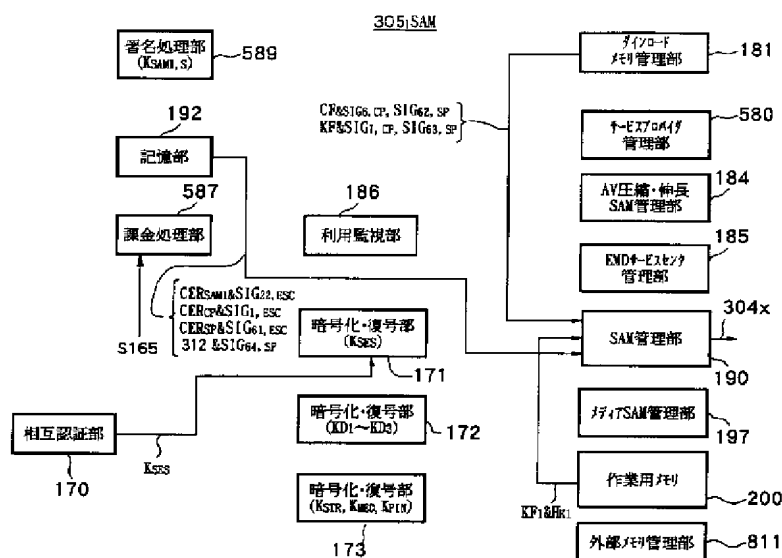 305₁SAM
署名処理部
(KSAM1,S)
589
192
記憶部
587
課金処理部
S165
CERSAM1&SIG22,ESC
CERCP&SIG1,ESC
CERSP&SIG61,ESC
312 &SIG64,SP
186
利用監視部
CF&SIG6,CP, SIG62,SP
KF&SIG7,CP, SIG63,SP
ダウンロード
メモリ管理部
181
サービスプロバイダ
管理部
580
AV圧縮・伸長
SAM管理部
184
EMDサービスセンタ
管理部
185
SAM管理部
304x
190
暗号化・復号部
(KSES)
171
相互認証部
170
KSES
暗号化・復号部
(KD1～KD3)
172
暗号化・復号部
(KSTR, KMED, KPIN)
173
メディアSAM管理部
197
作業用メモリ
200
KF1&HK1
外部メモリ管理部
811